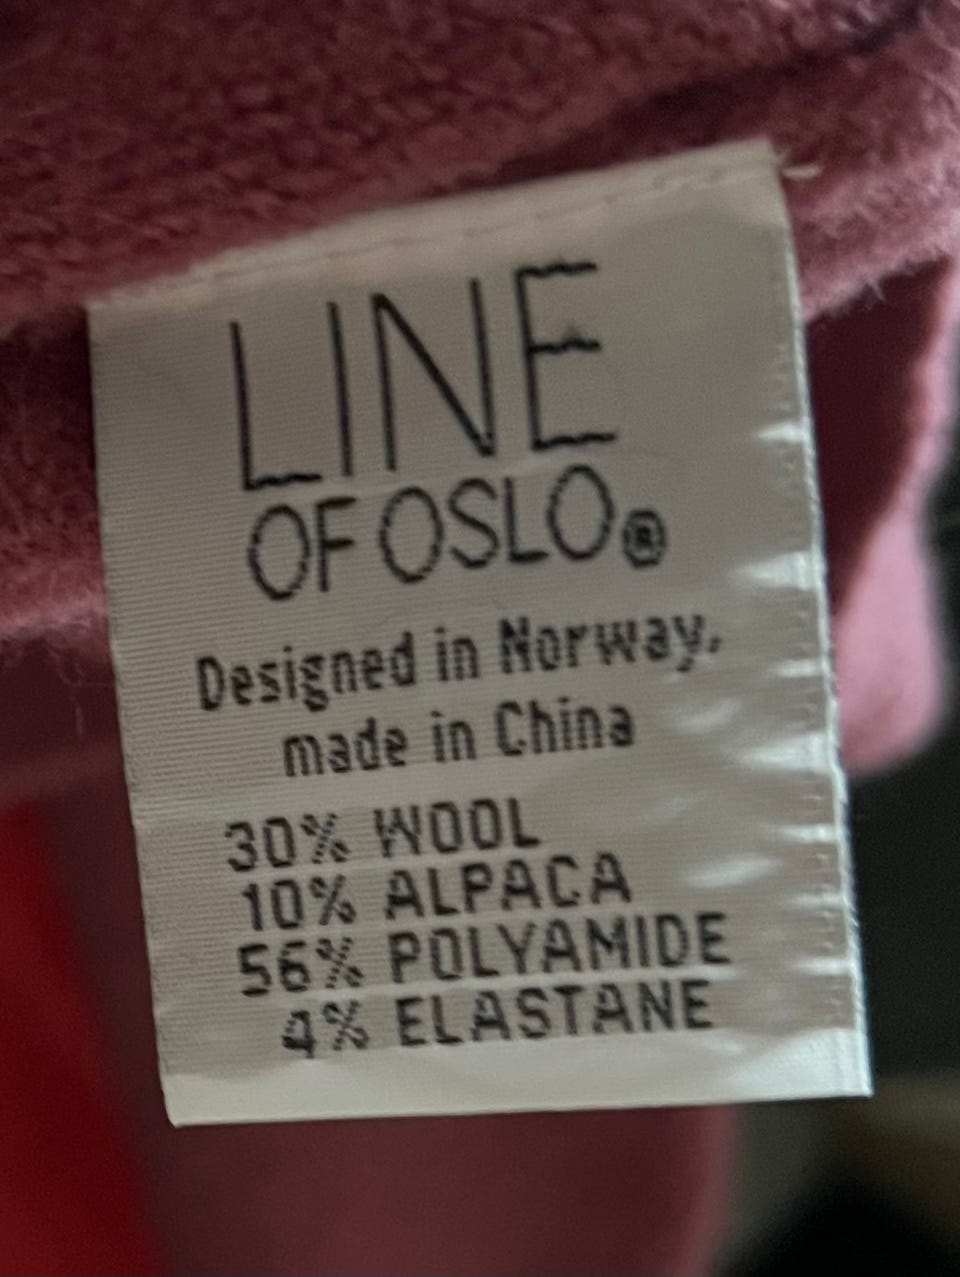 LINE
OF OSLO®
Designed in Norway,
made in China
30% WOOL
10% ALPACA
56% POLYAMIDE
4% ELASTANE